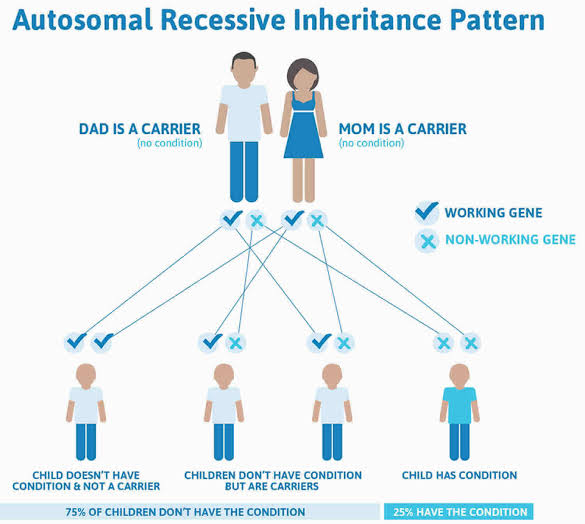 Autosomal Recessive Inheritance Pattern
DAD IS A CARRIER
(no condition)
MOM IS A CARRIER
(no condition)
WORKING GENE
NON-WORKING GENE
CHILD DOESN'T HAVE
CONDITION & NOT A CARRIER
CHILDREN DON'T HAVE CONDITION
BUT ARE CARRIERS
CHILD HAS CONDITION
75% OF CHILDREN DON'T HAVE THE CONDITION
25% HAVE THE CONDITION